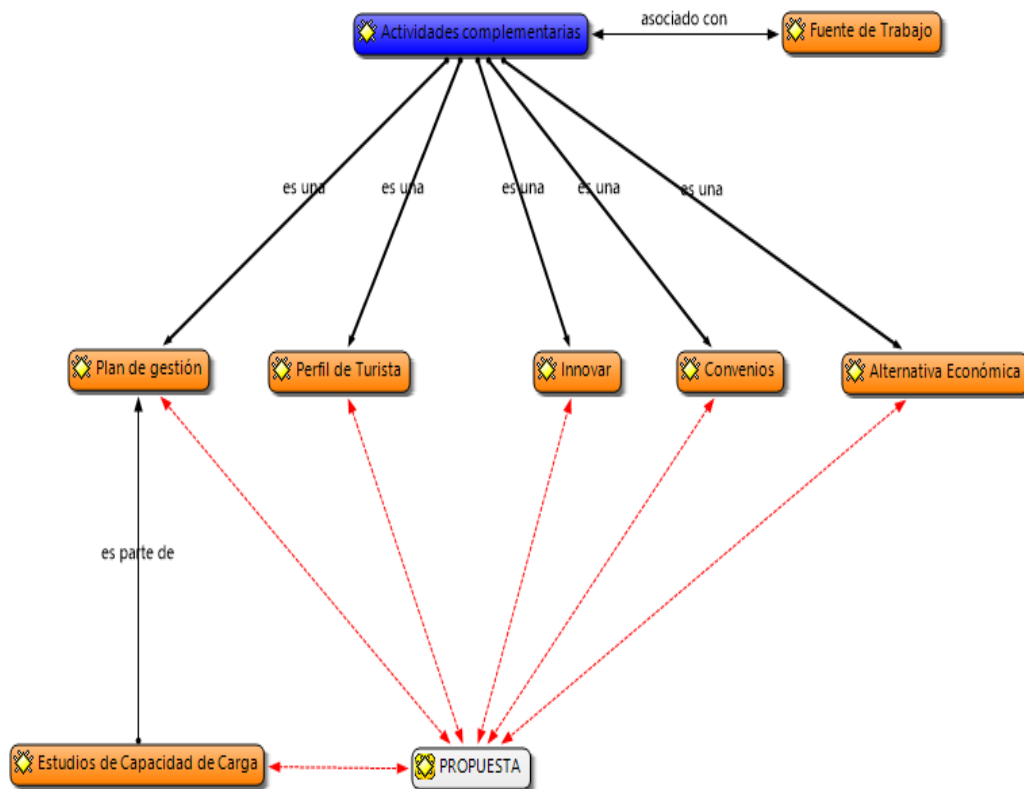 asociado con
Actividades complementarias
Fuente de Trabajo
es una
es una
es una
es una
es una
Plan de gestión
Perfil de Turista
Innovar
Convenios
Alternativa Económica
es parte de
Estudios de Capacidad de Carga
PROPUESTA